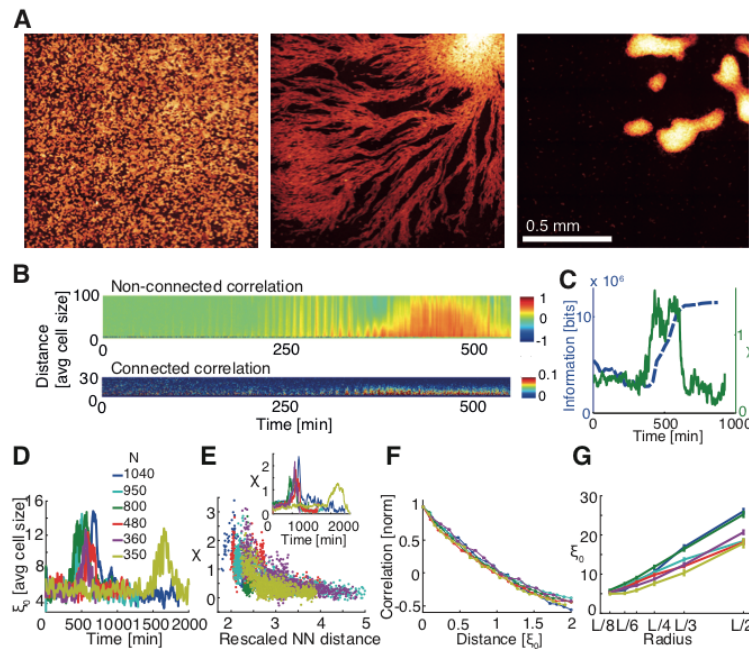 A
0.5 mm
B
Non-connected correlation
Distance
[avg cell size]
100
0
0 250 500
1
0
-1
Connected correlation
30
0
0 250 500
0.1
0
Time [min]
C
x 10⁶
Information [bits]
10
0
1
0
χ
0 500 1000
Time [min]
D
N
1040
950
800
480
360
350
ξ₀ [avg cell size]
16
12
8
4
0 500 1000 1500 2000
Time [min]
E
χ
2
1
0
0 1000 2000
Time [min]
χ
3
2
1
0
2 3 4 5
Rescaled NN distance
F
Correlation [norm]
1
0.5
0
-0.5
0 1 2
Distance [ξ₀]
G
ξ
30
20
10
0
L/8 L/6 L/4 L/3 L/2
Radius